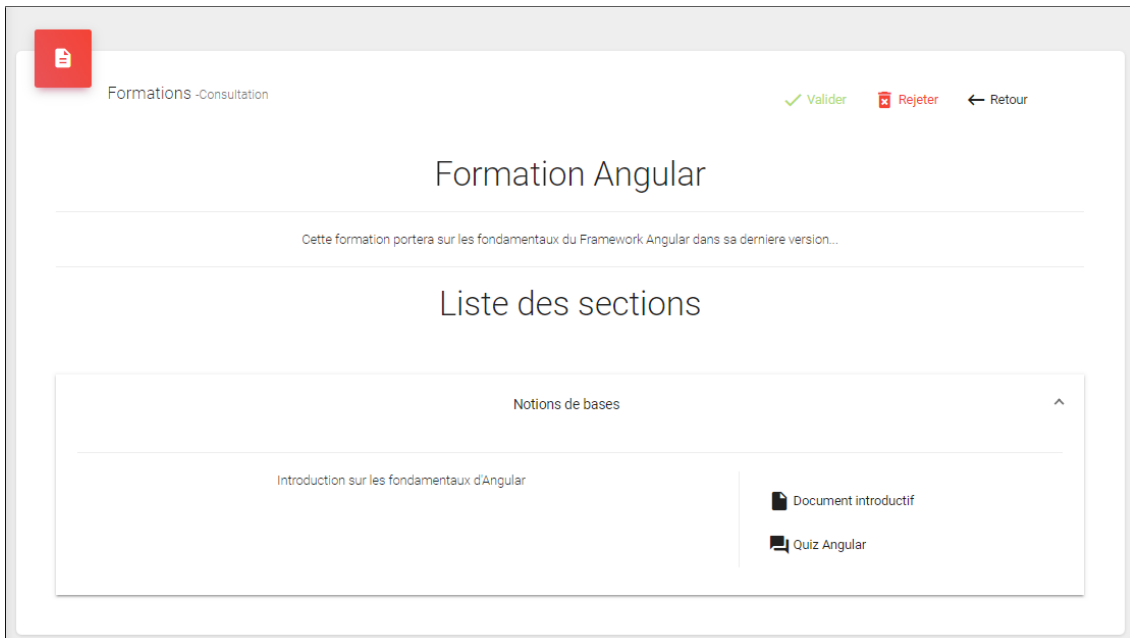 Formations -Consultation
Valider Rejeter Retour
Formation Angular
Cette formation portera sur les fondamentaux du Framework Angular dans sa derniere version...
Liste des sections
Notions de bases
Introduction sur les fondamentaux d'Angular
Document introductif
Quiz Angular